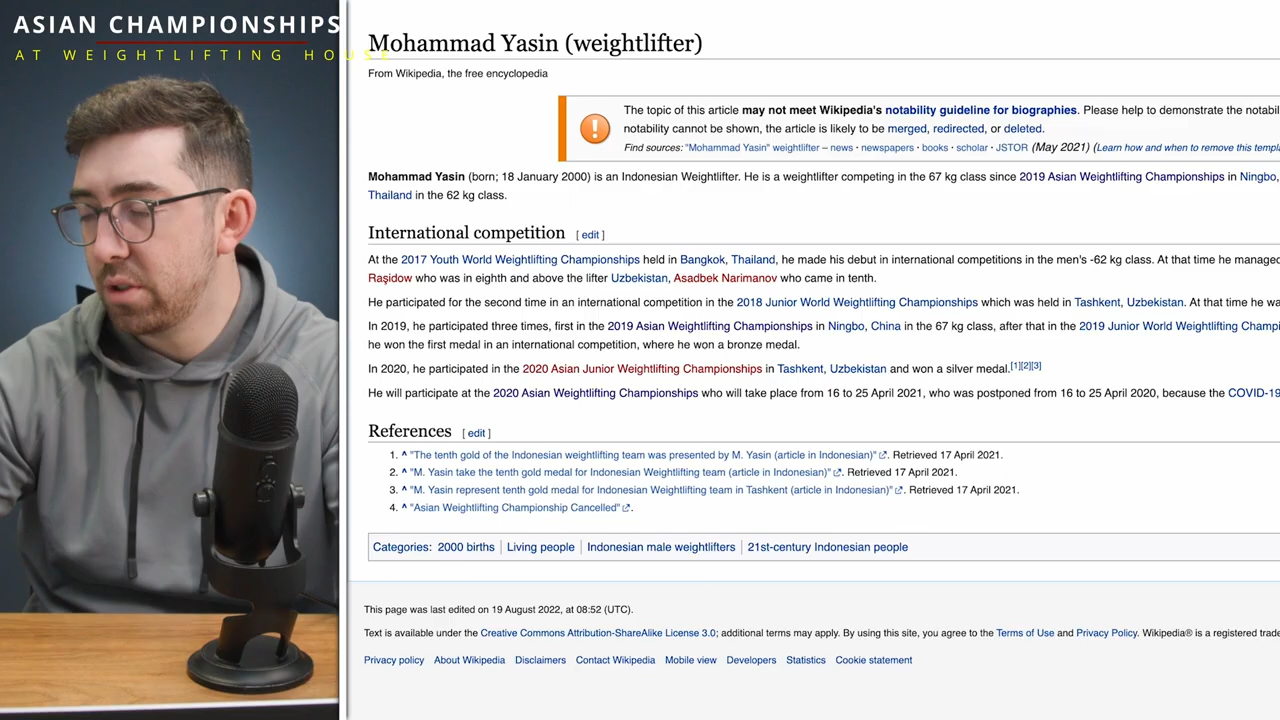 ASIAN CHAMPIONSHIPS
AT WEIGHTLIFTING HOUSE
Mohammad Yasin (weightlifter)
From Wikipedia, the free encyclopedia
The topic of this article may not meet Wikipedia's notability guideline for biographies. Please help to demonstrate the notabi
notability cannot be shown, the article is likely to be merged, redirected, or deleted.
Find sources: "Mohammad Yasin" weightlifter – news · newspapers · books · scholar · JSTOR (May 2021) (Learn how and when to remove this templ
Mohammad Yasin (born; 18 January 2000) is an Indonesian Weightlifter. He is a weightlifter competing in the 67 kg class since 2019 Asian Weightlifting Championships in Ningbo,
Thailand in the 62 kg class.
International competition [ edit ]
At the 2017 Youth World Weightlifting Championships held in Bangkok, Thailand, he made his debut in international competitions in the men's -62 kg class. At that time he manage
Raşidow who was in eighth and above the lifter Uzbekistan, Asadbek Narimanov who came in tenth.
He participated for the second time in an international competition in the 2018 Junior World Weightlifting Championships which was held in Tashkent, Uzbekistan. At that time he wa
In 2019, he participated three times, first in the 2019 Asian Weightlifting Championships in Ningbo, China in the 67 kg class, after that in the 2019 Junior World Weightlifting Champi
he won the first medal in an international competition, where he won a bronze medal.
In 2020, he participated in the 2020 Asian Junior Weightlifting Championships in Tashkent, Uzbekistan and won a silver medal.[1][2][3]
He will participate at the 2020 Asian Weightlifting Championships who will take place from 16 to 25 April 2021, who was postponed from 16 to 25 April 2020, because the COVID-19
References [ edit ]
1. ^ "The tenth gold of the Indonesian weightlifting team was presented by M. Yasin (article in Indonesian)". Retrieved 17 April 2021.
2. ^ "M. Yasin take the tenth gold medal for Indonesian Weightlifting team (article in Indonesian)". Retrieved 17 April 2021.
3. ^ "M. Yasin represent tenth gold medal for Indonesian Weightlifting team in Tashkent (article in Indonesian)". Retrieved 17 April 2021.
4. ^ "Asian Weightlifting Championship Cancelled".
Categories: 2000 births | Living people | Indonesian male weightlifters | 21st-century Indonesian people
This page was last edited on 19 August 2022, at 08:52 (UTC).
Text is available under the Creative Commons Attribution-ShareAlike License 3.0; additional terms may apply. By using this site, you agree to the Terms of Use and Privacy Policy. Wikipedia® is a registered trade
Privacy policy About Wikipedia Disclaimers Contact Wikipedia Mobile view Developers Statistics Cookie statement